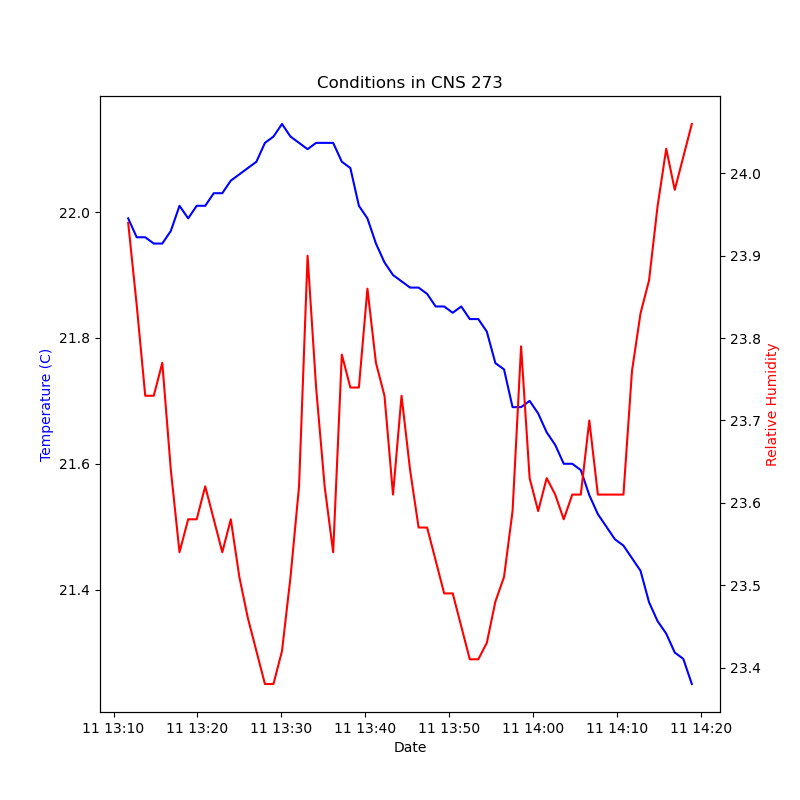 Conditions in CNS 273
Temperature (C)
22.0
21.8
21.6
21.4
24.0
23.9
23.8
23.7
23.6
23.5
23.4
Relative Humidity
11 13:10 11 13:20 11 13:30 11 13:40 11 13:50 11 14:00 11 14:10 11 14:20
Date